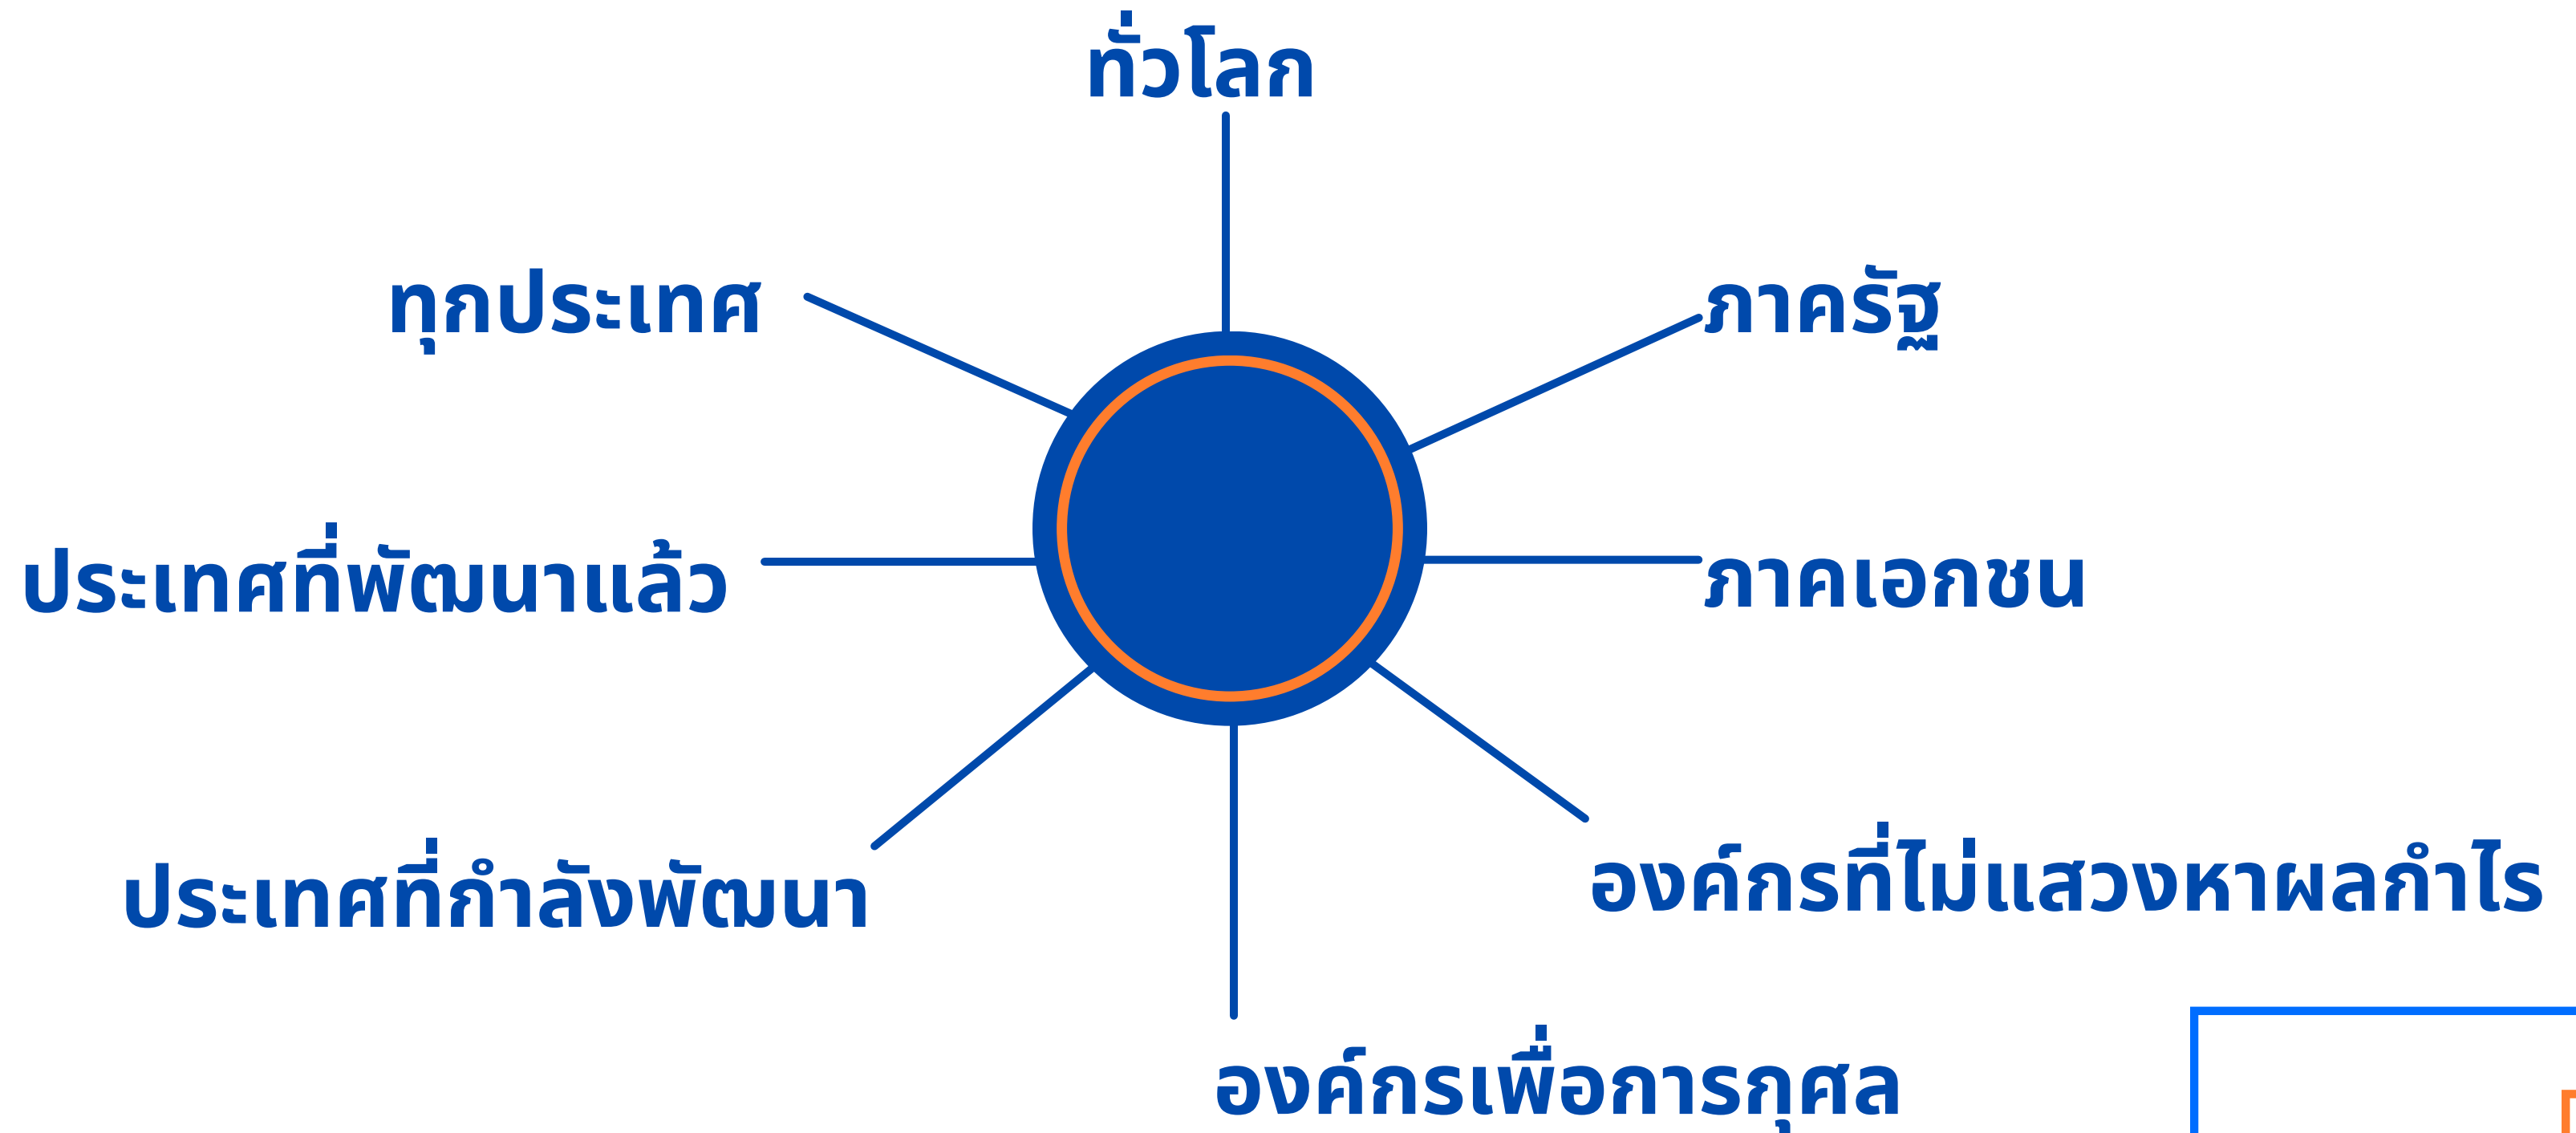 ทั่วโลก
ทุกประเทศ
ภาครัฐ
ประเทศที่พัฒนาแล้ว
ภาคเอกชน
ประเทศที่กำลังพัฒนา
องค์กรที่ไม่แสวงหาผลกำไร
องค์กรเพื่อการกุศล